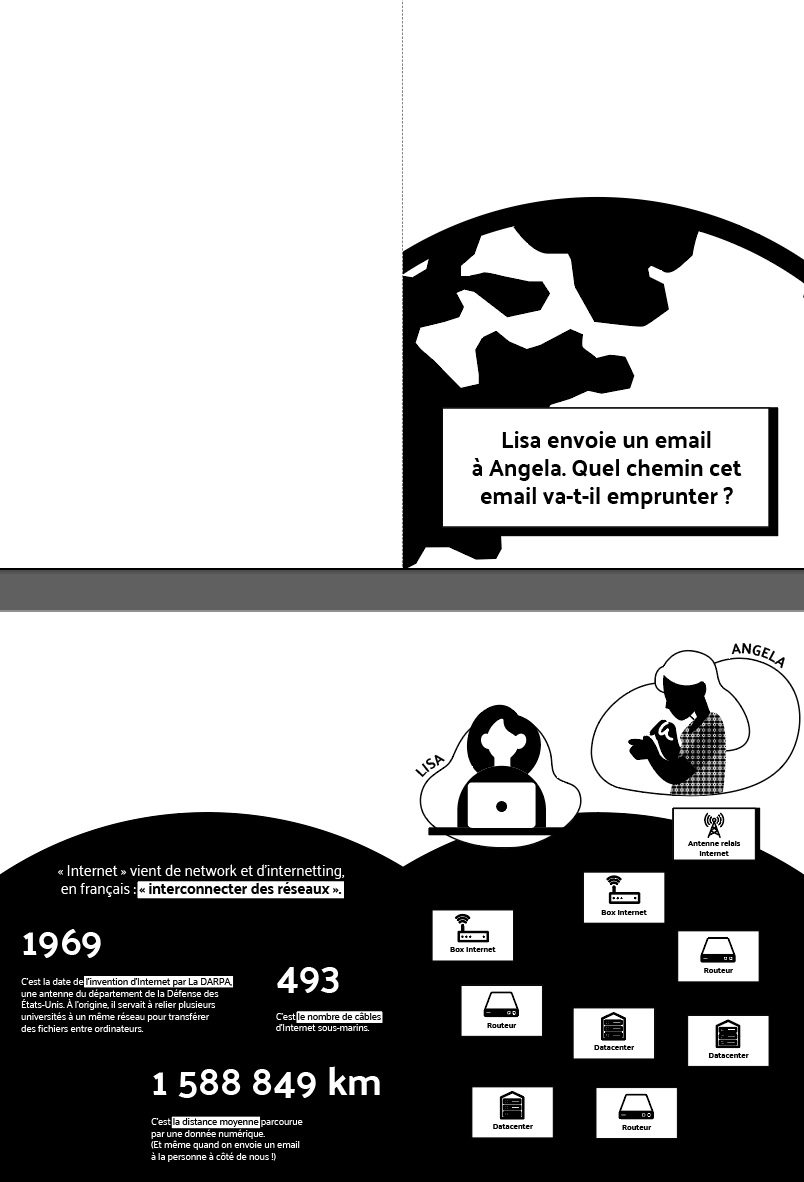 Lisa envoie un email
à Angela. Quel chemin cet
email va-t-il emprunter ?
ANGELA
LISA
« Internet » vient de network et d'internetting,
en français : « interconnecter des réseaux ».
1969
C'est la date de l'invention d'Internet par La DARPA,
une antenne du département de la Défense des
États-Unis. À l'origine, il servait à relier plusieurs
universités à un même réseau pour transférer
des fichiers entre ordinateurs.
493
C'est le nombre de câbles
d'Internet sous-marins.
1 588 849 km
C'est la distance moyenne parcourue
par une donnée numérique.
(Et même quand on envoie un email
à la personne à côté de nous !)
Antenne relais
Internet
Box Internet
Box Internet
Routeur
Routeur
Datacenter
Datacenter
Datacenter
Routeur